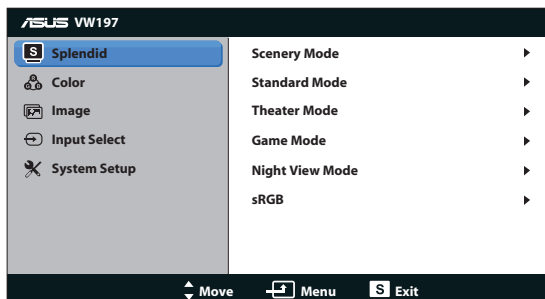 ASUS VW197
S Splendid
Color
Image
Input Select
System Setup
Scenery Mode
Standard Mode
Theater Mode
Game Mode
Night View Mode
sRGB
Move Menu S Exit